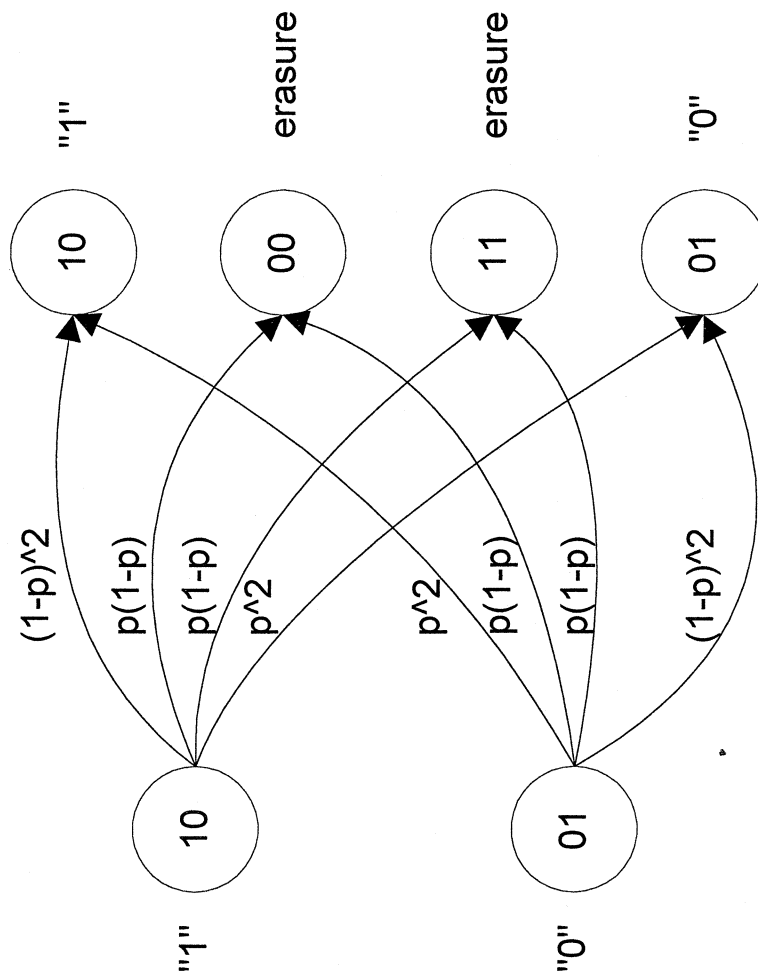 (1-p)^2
10 "1"
p(1-p)
"1" 10 p(1-p)
p^2
00 erasure
p^2
p(1-p)
11 erasure
"0" 01 p(1-p)
(1-p)^2
01 "0"